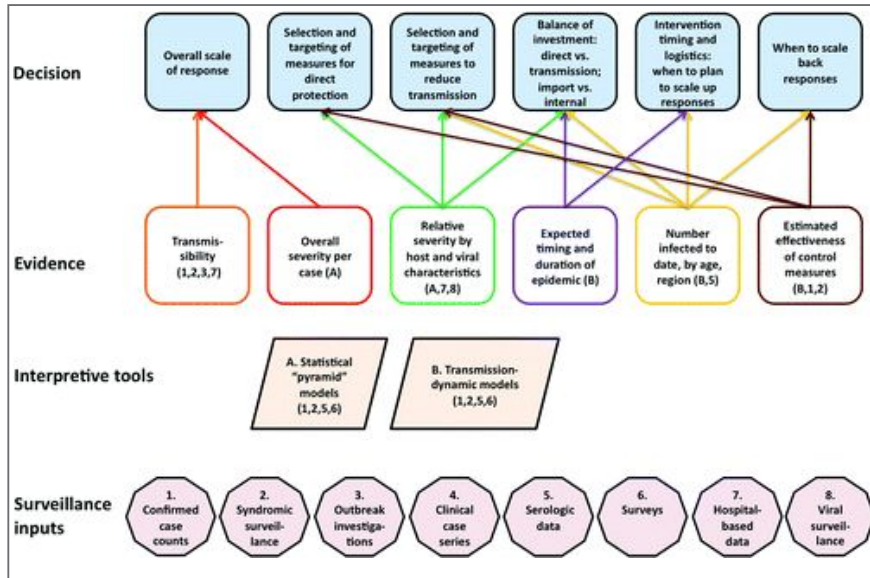 Decision
Overall scale
of response
Selection and
targeting of
measures for
direct
protection
Selection and
targeting of
measures to
reduce
transmission
Balance of
investment:
direct vs.
transmission;
import vs.
internal
Intervention
timing and
logistics:
when to plan
to scale up
responses
When to scale
back
responses
Evidence
Transmis-
sibility
(1,2,3,7)
Overall
severity per
case (A)
Relative
severity by
host and viral
characteristics
(A,7,8)
Expected
timing and
duration of
epidemic (B)
Number
infected to
date, by age,
region (B,5)
Estimated
effectiveness
of control
measures
(B,1,2)
Interpretive tools
A. Statistical
"pyramid"
models
(1,2,5,6)
B. Transmission-
dynamic models
(1,2,5,6)
Surveillance
inputs
1.
Confirmed
case
counts
2.
Syndromic
surveil-
lance
3.
Outbreak
investiga-
tions
4.
Clinical
case
series
5.
Serologic
data
6.
Surveys
7.
Hospital-
based
data
8.
Viral
surveil-
lance